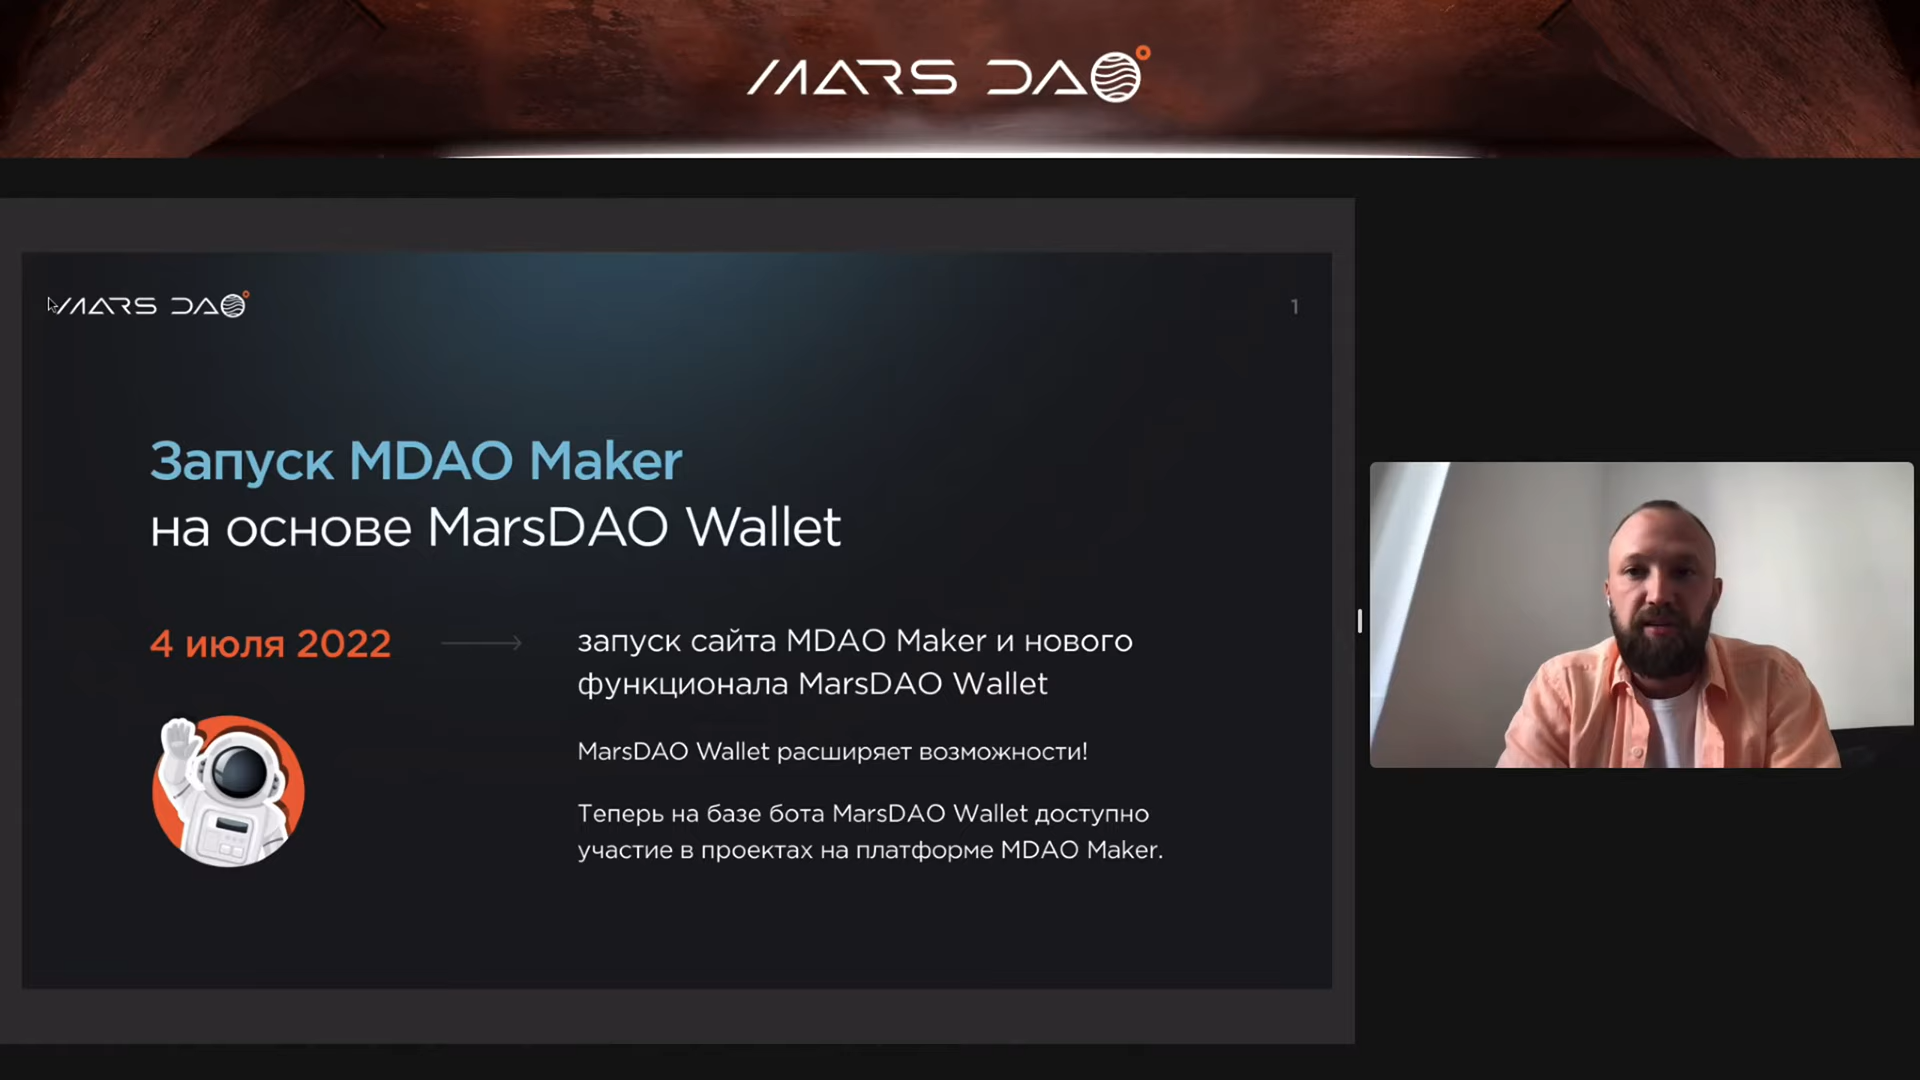 MARS DAO
MARS DAO
1
Запуск MDAO Maker
на основе MarsDAO Wallet
4 июля 2022
запуск сайта MDAO Maker и нового
функционала MarsDAO Wallet
MarsDAO Wallet расширяет возможности!
Теперь на базе бота MarsDAO Wallet доступно
участие в проектах на платформе MDAO Maker.